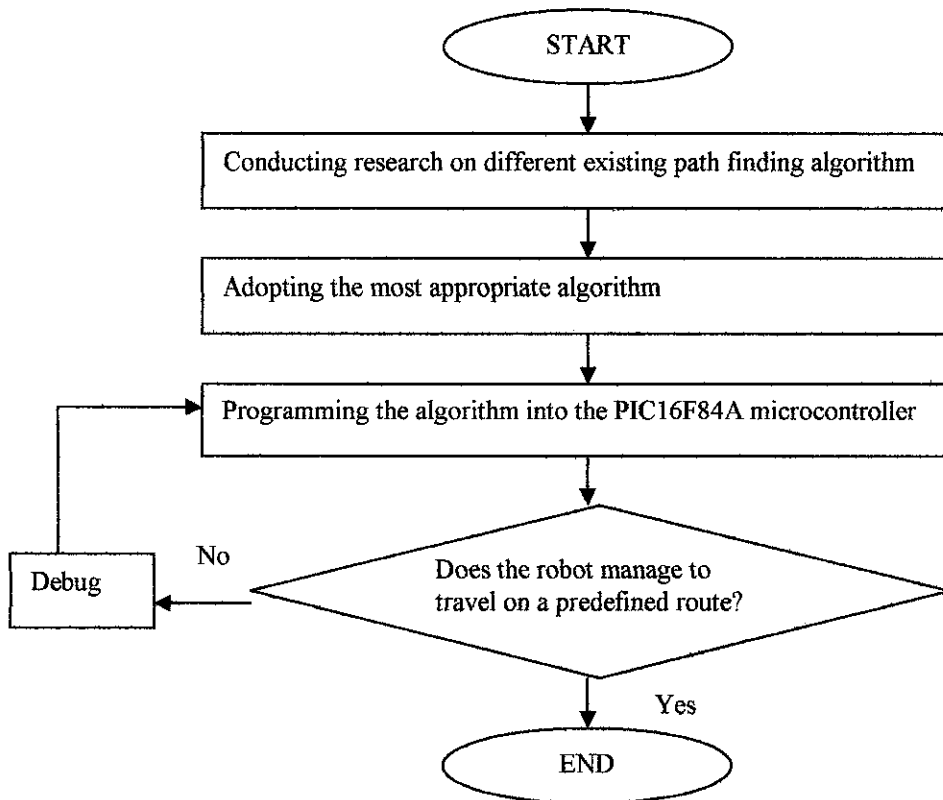 START
Conducting research on different existing path finding algorithm
Adopting the most appropriate algorithm
Programming the algorithm into the PIC16F84A microcontroller
Does the robot manage to
travel on a predefined route?
No
Debug
Yes
END